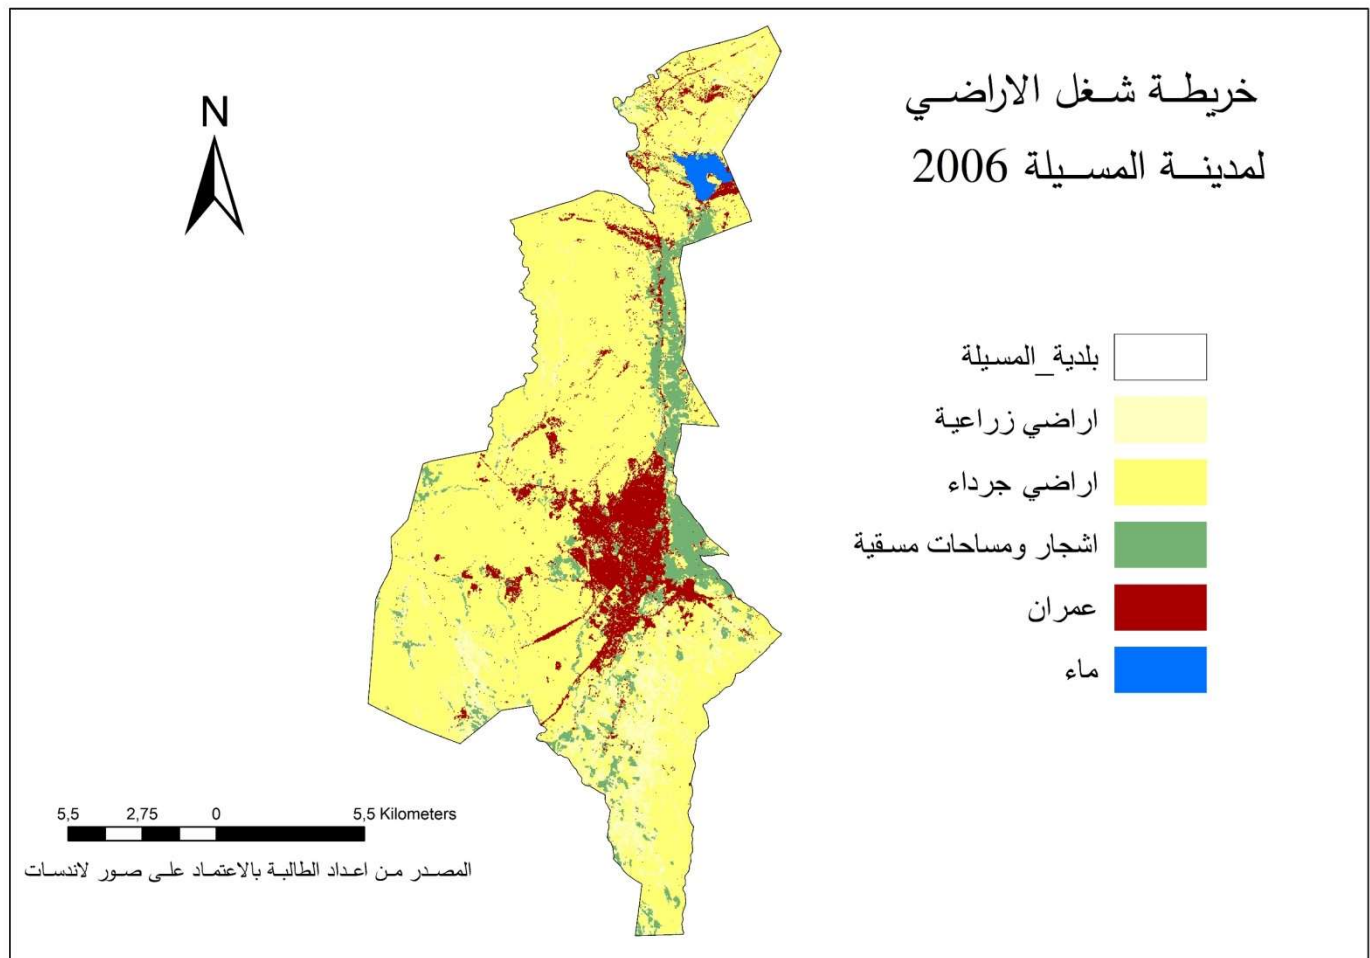 خريطة شغل الاراضي
لمدينة المسيلة 2006
N
بلدية_المسيلة
اراضي زراعية
اراضي جرداء
اشجار ومساحات مسقية
عمران
ماء
5,5 2,75 0 5,5 Kilometers
المصدر من اعداد الطالبة بالاعتماد على صور لاندسات